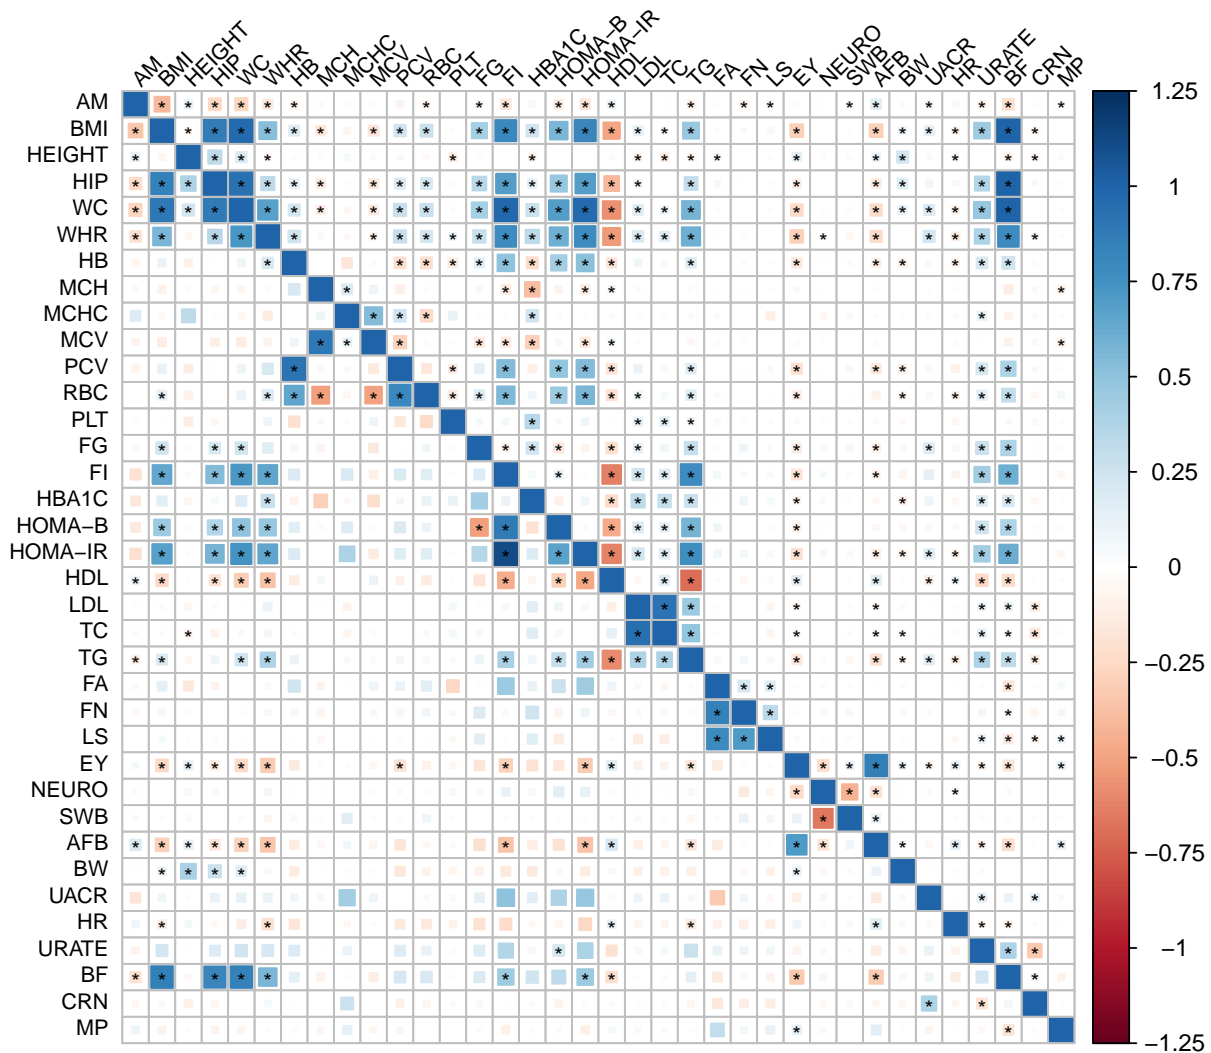 AM BMI HEIGHT HIP WC WHR HB MCH MCHC MCV PCV RBC PLT FG FI HBA1C HOMA−B HOMA−IR HDL LDL TC TG FA FN LS EY NEURO SWB AFB BW UACR HR URATE BF CRN MP
AM
BMI
HEIGHT
HIP
WC
WHR
HB
MCH
MCHC
MCV
PCV
RBC
PLT
FG
FI
HBA1C
HOMA−B
HOMA−IR
HDL
LDL
TC
TG
FA
FN
LS
EY
NEURO
SWB
AFB
BW
UACR
HR
URATE
BF
CRN
MP
1.25
1
0.75
0.5
0.25
0
−0.25
−0.5
−0.75
−1
−1.25